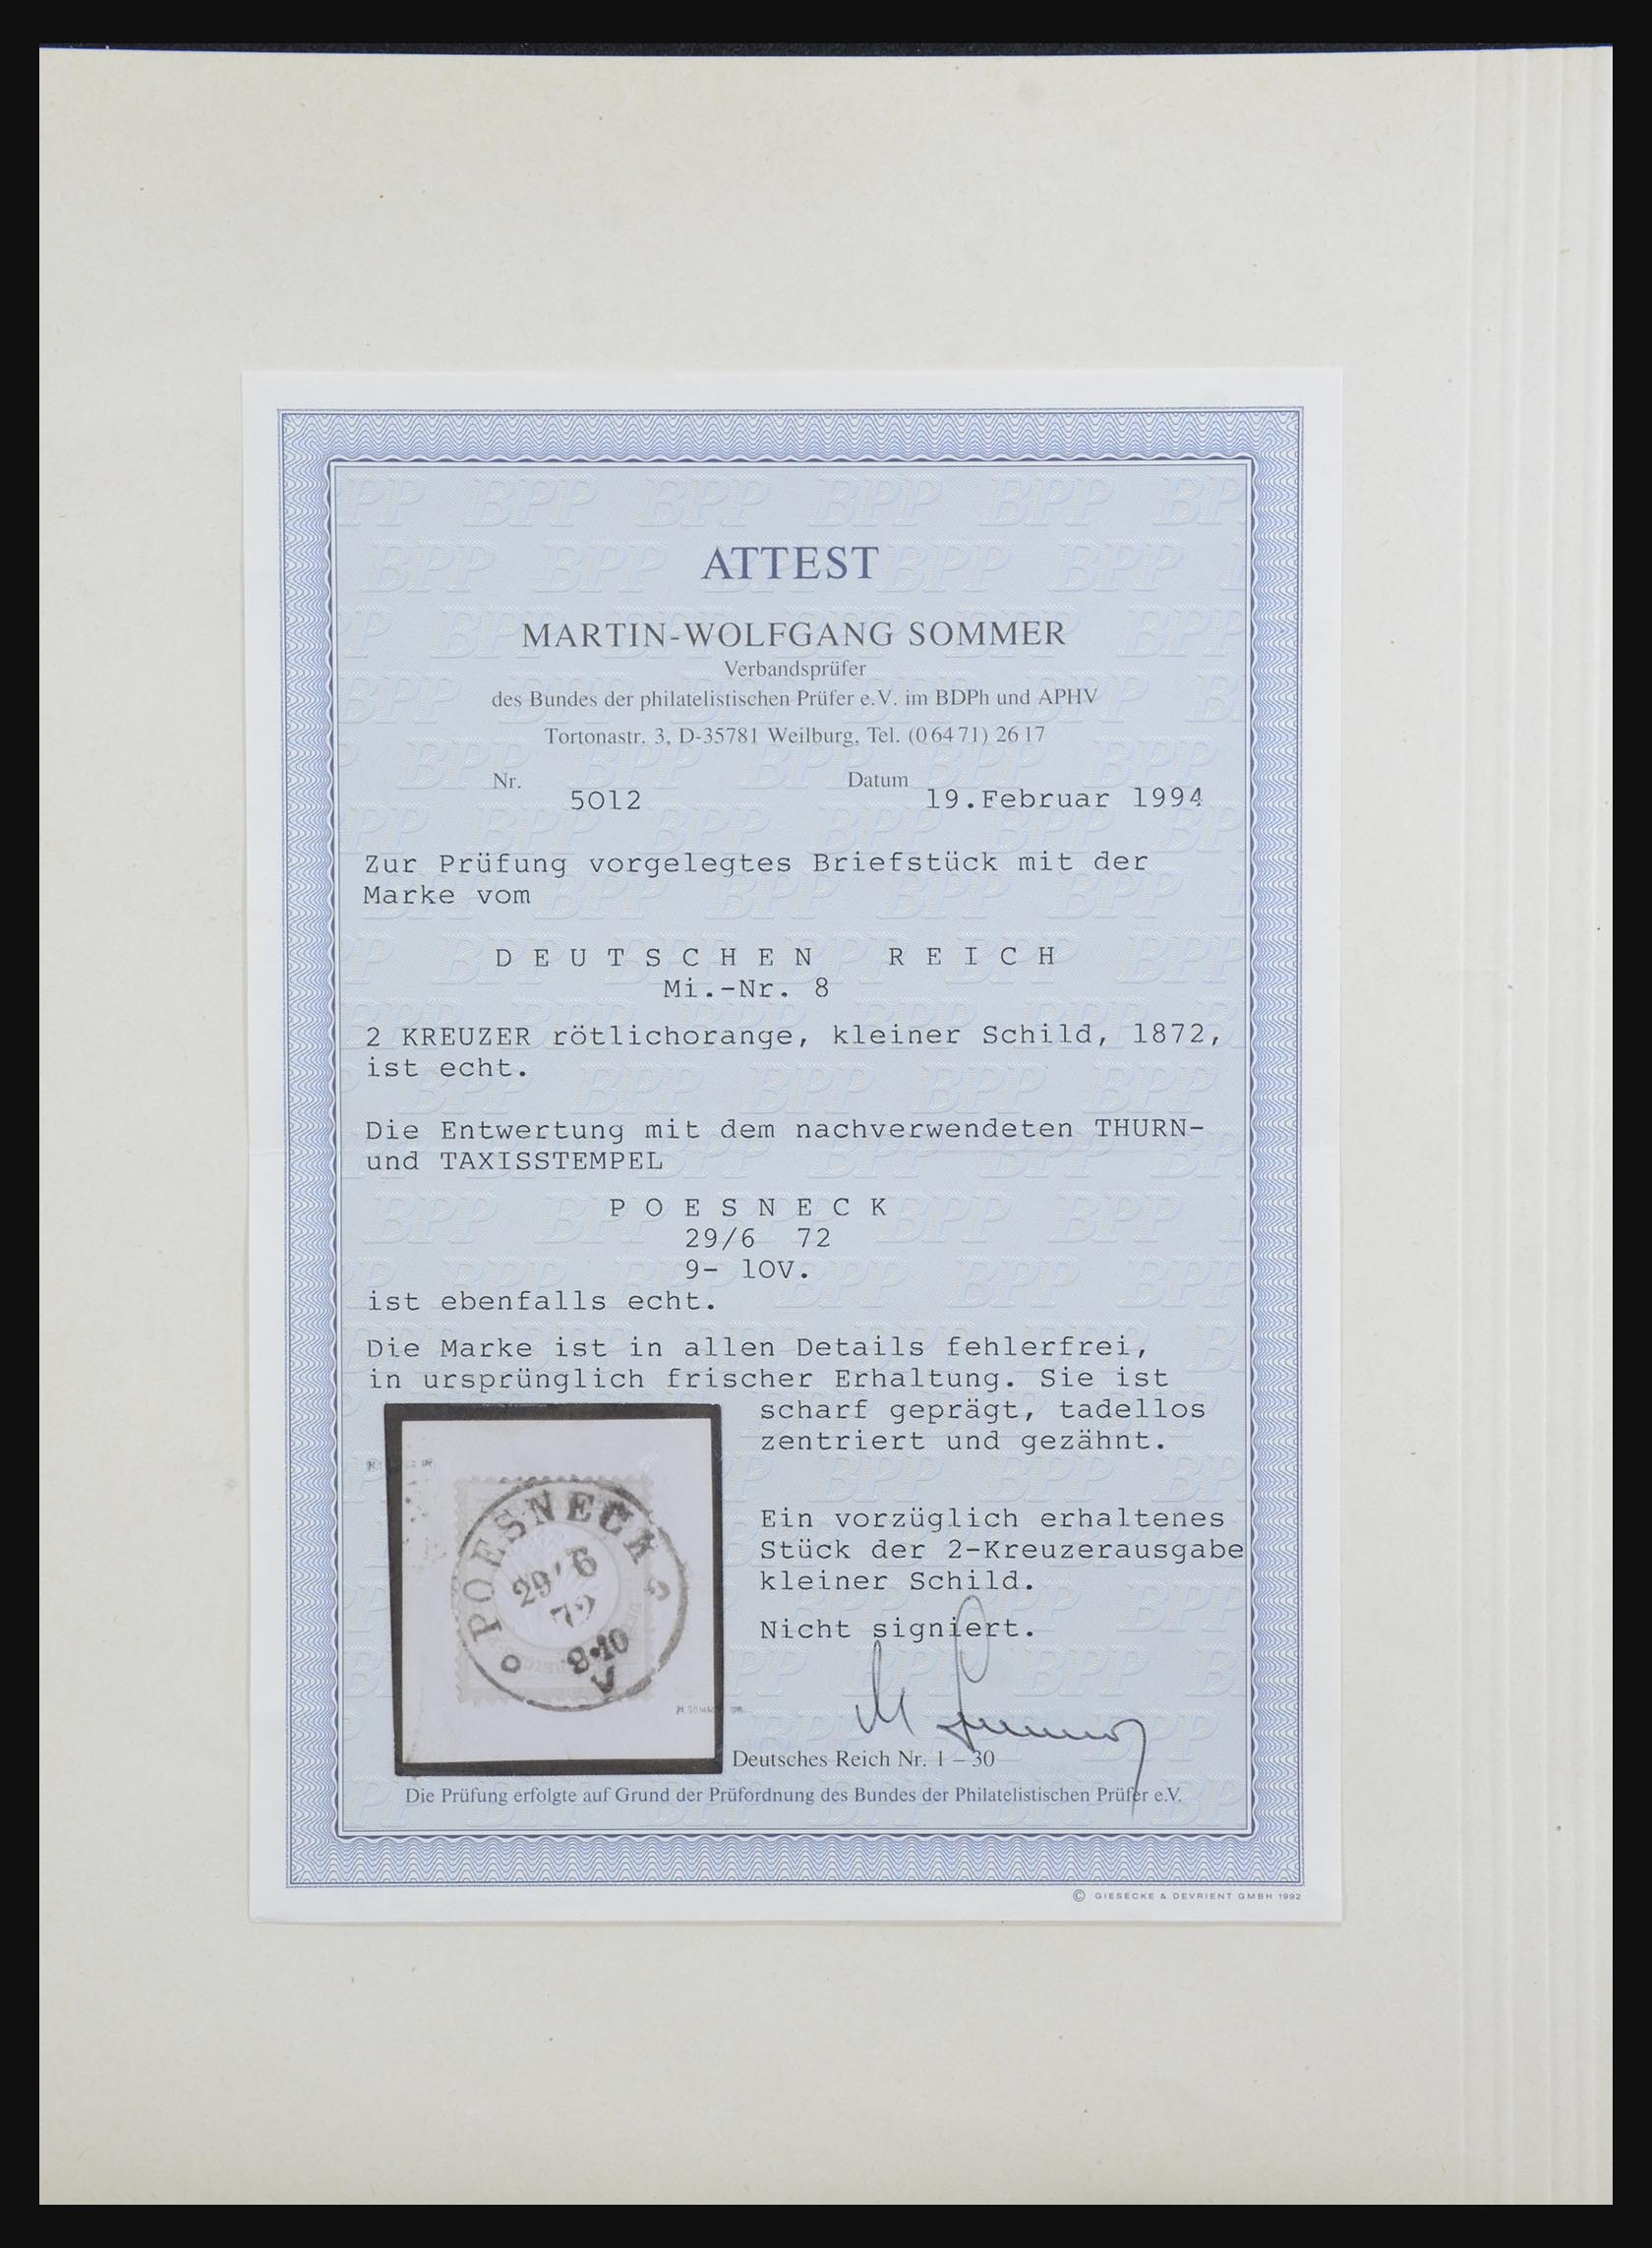 ATTEST
MARTIN-WOLFGANG SOMMER
Verbandsprüfer
des Bundes der philatelistischen Prüfer e.V. im BDPh und APHV
Tortonastr. 3, D-35781 Weilburg, Tel. (0 64 71) 26 17
Nr. 5012 Datum 19.Februar 1994
Zur Prüfung vorgelegtes Briefstück mit der
Marke vom
D E U T S C H E N   R E I C H
Mi.-Nr. 8
2 KREUZER rötlichorange, kleiner Schild, 1872,
ist echt.
Die Entwertung mit dem nachverwendeten THURN-
und TAXISSTEMPEL
P O E S N E C K
29/6 72
9- 1OV.
ist ebenfalls echt.
Die Marke ist in allen Details fehlerfrei,
in ursprünglich frischer Erhaltung. Sie ist
scharf geprägt, tadellos
zentriert und gezähnt.
Ein vorzüglich erhaltenes
Stück der 2-Kreuzerausgabe
kleiner Schild.
Nicht signiert.
POESNECK
29 6
72
V
Deutsches Reich Nr. 1 – 30
Die Prüfung erfolgte auf Grund der Prüfordnung des Bundes der Philatelistischen Prüfer e.V.
© GIESECKE & DEVRIENT GMBH 1992